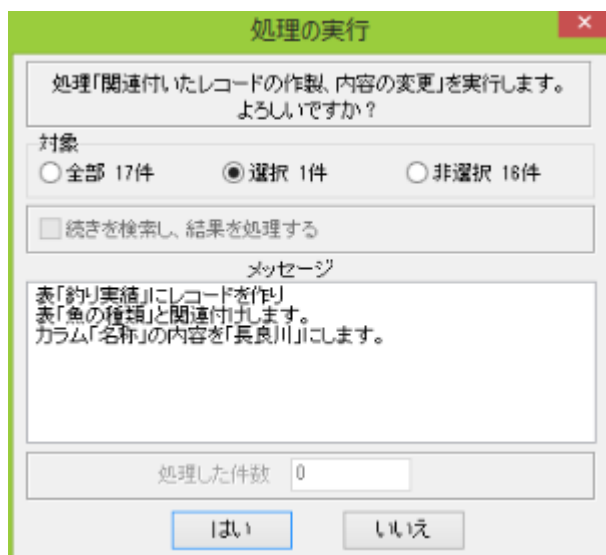 処理の実行
処理「関連付いたレコードの作製、内容の変更」を実行します。
よろしいですか？
対象
全部 17件 選択 1件 非選択 16件
続きを検索し、結果を処理する
メッセージ
表「釣り実績」にレコードを作り
表「魚の種類」と関連付けします。
カラム「名称」の内容を「長良川」にします。
処理した件数 0
はい いいえ